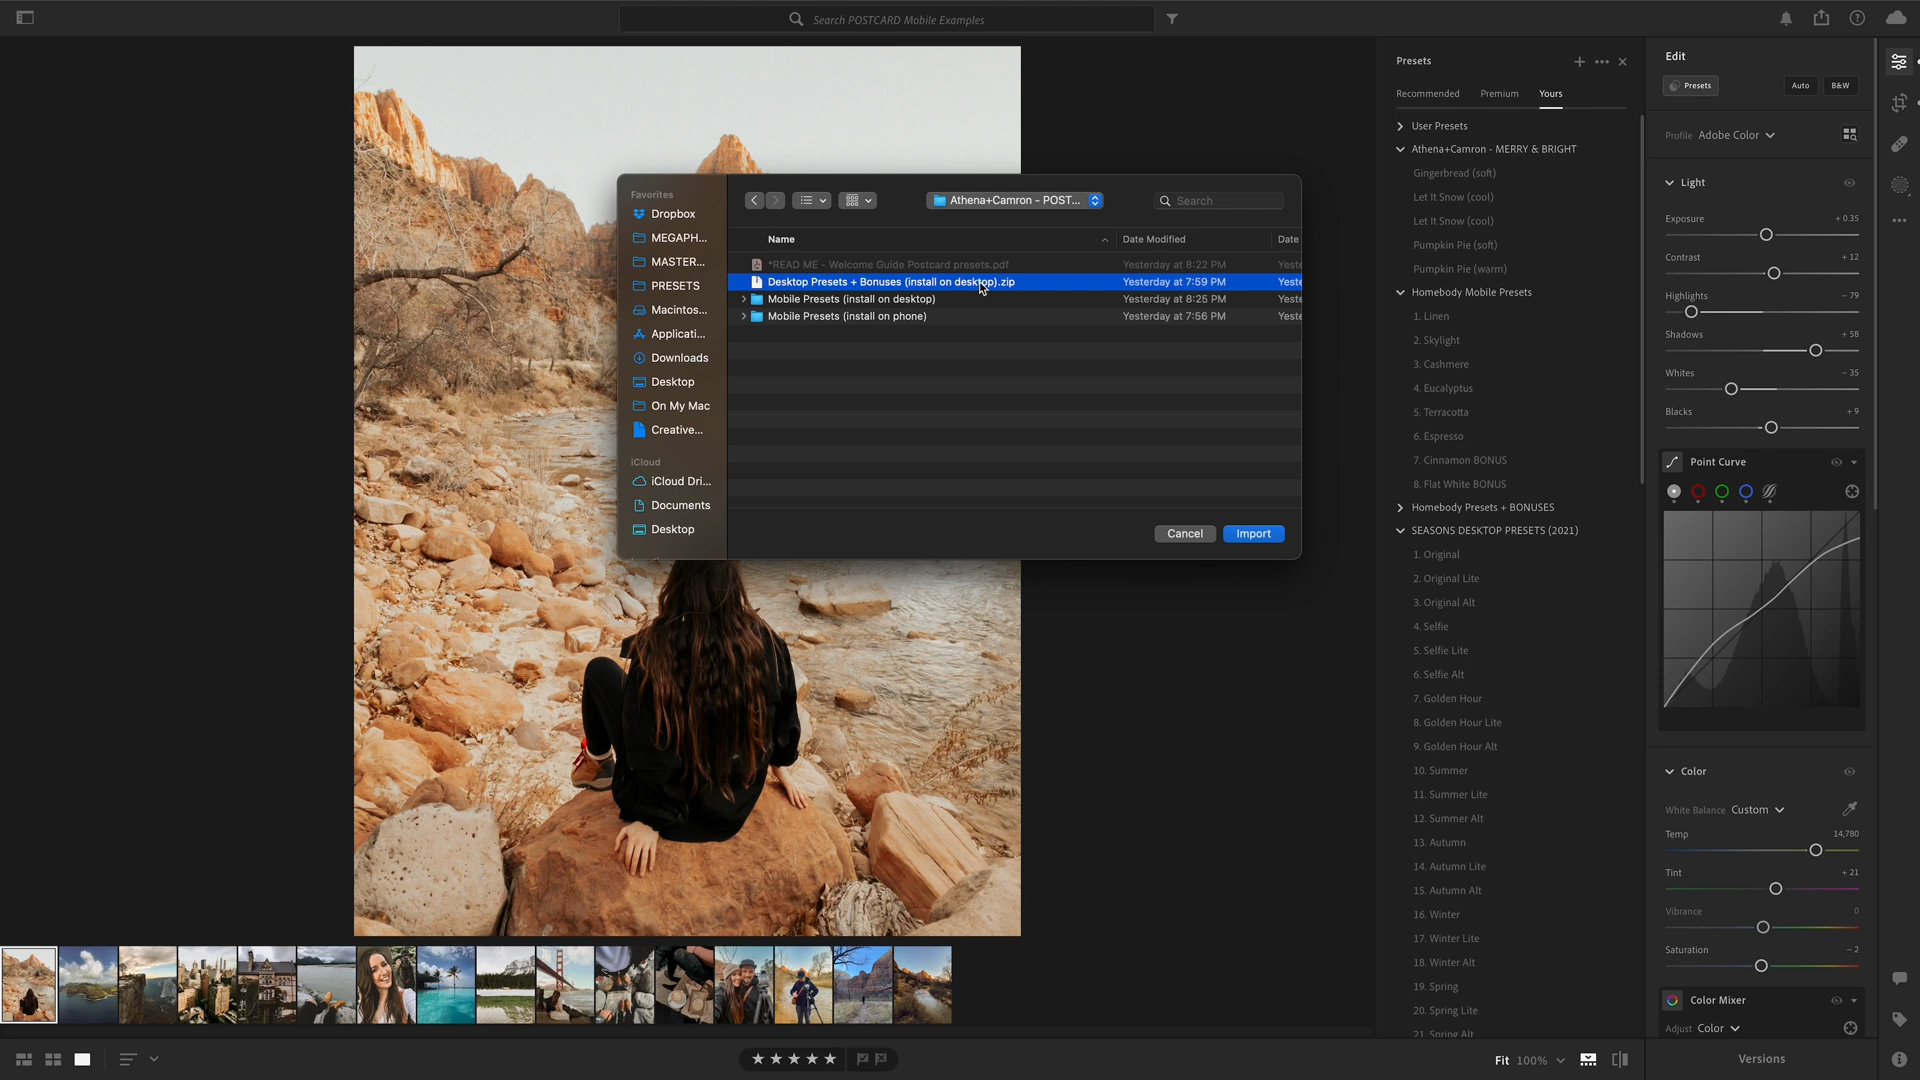 Search POSTCARD Mobile Examples
Favorites
Dropbox
MEGAPH...
MASTER...
PRESETS
Macintos...
Applicati...
Downloads
Desktop
On My Mac
Creative...
iCloud
iCloud Dri...
Documents
Desktop
Athena+Camron - POST...
Search
Name Date Modified Date
*READ ME - Welcome Guide Postcard presets.pdf Yesterday at 8:22 PM Yeste
Desktop Presets + Bonuses (install on desktop).zip Yesterday at 7:59 PM Yeste
Mobile Presets (install on desktop) Yesterday at 8:25 PM Yeste
Mobile Presets (install on phone) Yesterday at 7:56 PM Yeste
Cancel Import
Presets
Recommended Premium Yours
User Presets
Athena+Camron - MERRY & BRIGHT
Gingerbread (soft)
Let It Snow (cool)
Let It Snow (cool)
Pumpkin Pie (soft)
Pumpkin Pie (warm)
Homebody Mobile Presets
1. Linen
2. Skylight
3. Cashmere
4. Eucalyptus
5. Terracotta
6. Espresso
7. Cinnamon BONUS
8. Flat White BONUS
Homebody Presets + BONUSES
SEASONS DESKTOP PRESETS (2021)
1. Original
2. Original Lite
3. Original Alt
4. Selfie
5. Selfie Lite
6. Selfie Alt
7. Golden Hour
8. Golden Hour Lite
9. Golden Hour Alt
10. Summer
11. Summer Lite
12. Summer Alt
13. Autumn
14. Autumn Lite
15. Autumn Alt
16. Winter
17. Winter Lite
18. Winter Alt
19. Spring
20. Spring Lite
21. Spring Alt
Edit
Presets Auto B&W
Profile Adobe Color
Light
Exposure + 0.35
Contrast + 12
Highlights – 79
Shadows + 58
Whites – 35
Blacks + 9
Point Curve
Color
White Balance Custom
Temp 14,780
Tint + 21
Vibrance 0
Saturation – 2
Color Mixer
Adjust Color
Fit 100%
Versions